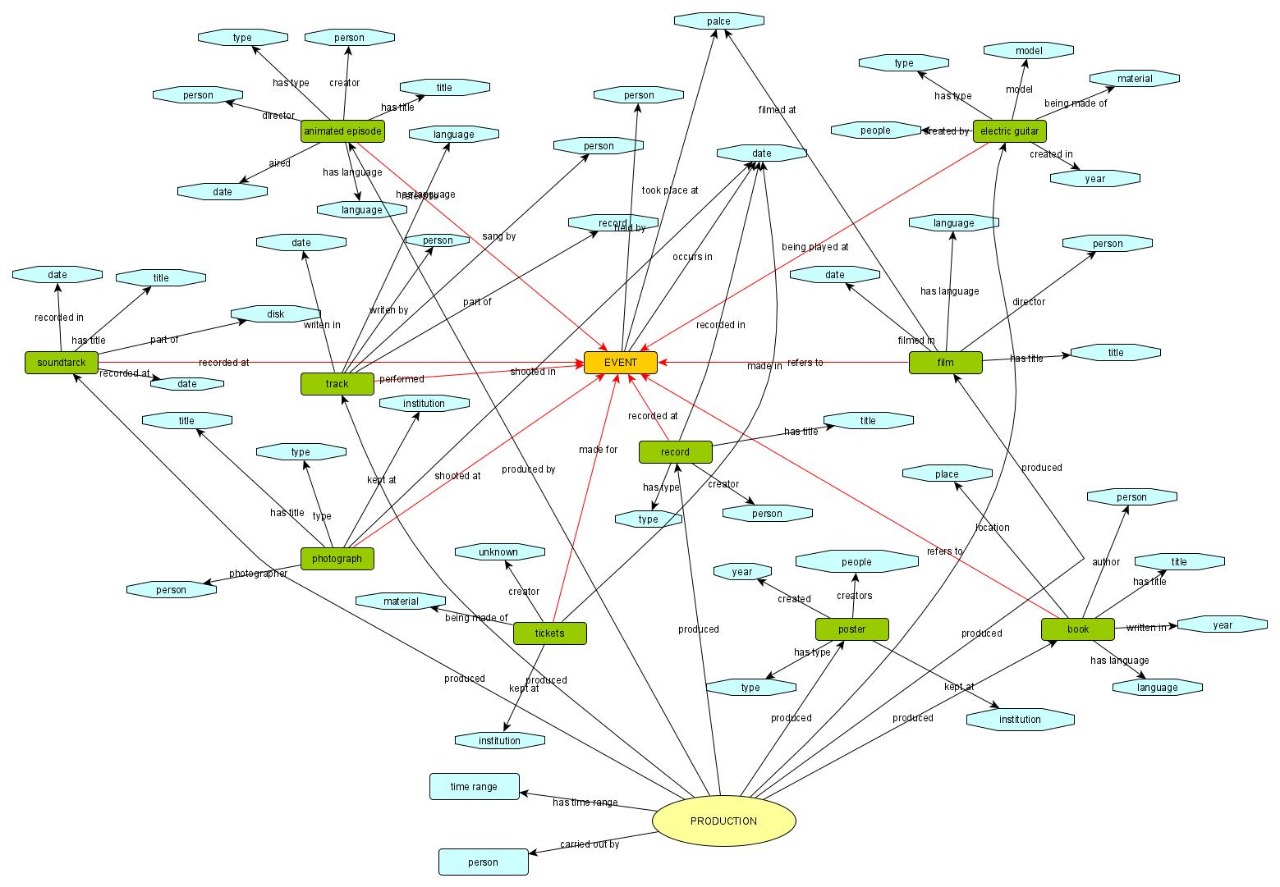 palce
type
person
model
type
material
title
has type
creator
person
person
has type
model
being made of
filmed at
director
has title
animated episode
language
people
created by
electric guitar
person
date
aired
has language
created in
year
date
language
has language
refers to
took place at
record
held by
language
date
person
sang by
being played at
person
date
title
occurs in
date
disk
writen in
writen by
part of
has language
director
recorded in
has title
part of
recorded in
filmed in
soundtarck
recorded at
EVENT
refers to
film
has title
title
recorded at
date
track
performed
shooted in
made in
institution
title
recorded at
record
has title
title
type
made for
kept at
shooted at
produced by
has type
creator
produced
place
person
has title
type
type
person
location
photograph
photographer
person
unknown
creator
refers to
author
title
has title
people
year
creators
created
material
being made of
tickets
produced
poster
produced
book
written in
year
has type
has language
language
produced
produced
kept at
type
kept at
produced
produced
institution
institution
time range
has time range
PRODUCTION
carried out by
person